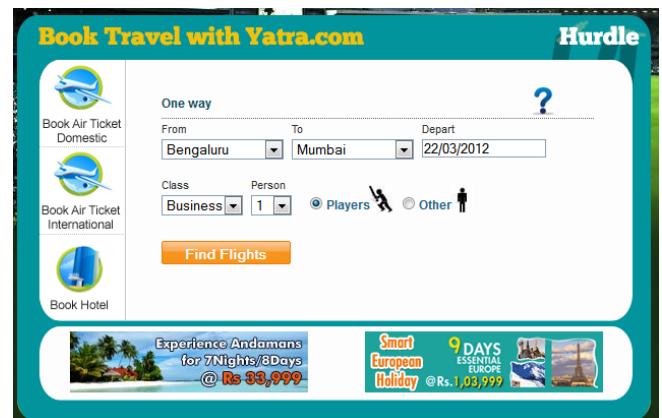 Book Travel with Yatra.com
Hurdle
Book Air Ticket
Domestic
Book Air Ticket
International
Book Hotel
One way
?
From To Depart
Bengaluru Mumbai 22/03/2012
Class Person
Business 1 Players Other
Find Flights
Experience Andamans
for 7Nights/8Days
@ Rs 33,999
Smart
European
Holiday
9 DAYS
ESSENTIAL
EUROPE
@Rs.1,03,999